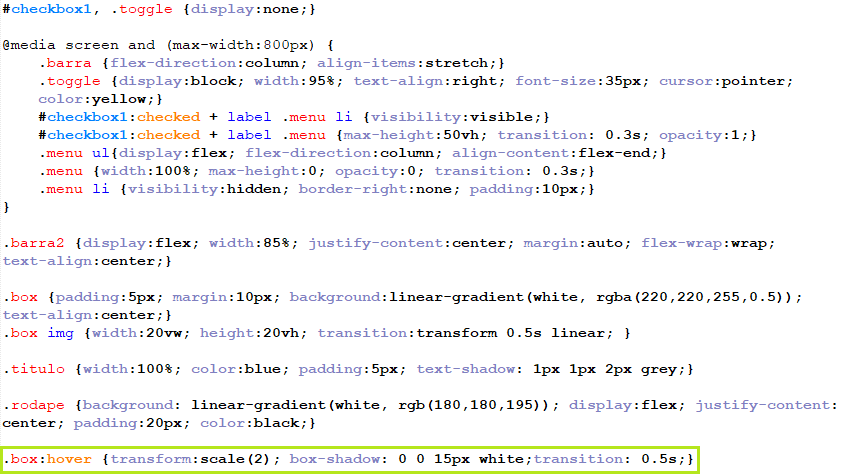 #checkbox1, .toggle {display:none;}
@media screen and (max-width:800px) {
.barra {flex-direction:column; align-items:stretch;}
.toggle {display:block; width:95%; text-align:right; font-size:35px; cursor:pointer;
color:yellow;}
#checkbox1:checked + label .menu li {visibility:visible;}
#checkbox1:checked + label .menu {max-height:50vh; transition: 0.3s; opacity:1;}
.menu ul{display:flex; flex-direction:column; align-content:flex-end;}
.menu {width:100%; max-height:0; opacity:0; transition: 0.3s;}
.menu li {visibility:hidden; border-right:none; padding:10px;}
}
.barra2 {display:flex; width:85%; justify-content:center; margin:auto; flex-wrap:wrap;
text-align:center;}
.box {padding:5px; margin:10px; background:linear-gradient(white, rgba(220,220,255,0.5));
text-align:center;}
.box img {width:20vw; height:20vh; transition:transform 0.5s linear; }
.titulo {width:100%; color:blue; padding:5px; text-shadow: 1px 1px 2px grey;}
.rodape {background: linear-gradient(white, rgb(180,180,195)); display:flex; justify-content:
center; padding:20px; color:black;}
.box:hover {transform:scale(2); box-shadow: 0 0 15px white;transition: 0.5s;}